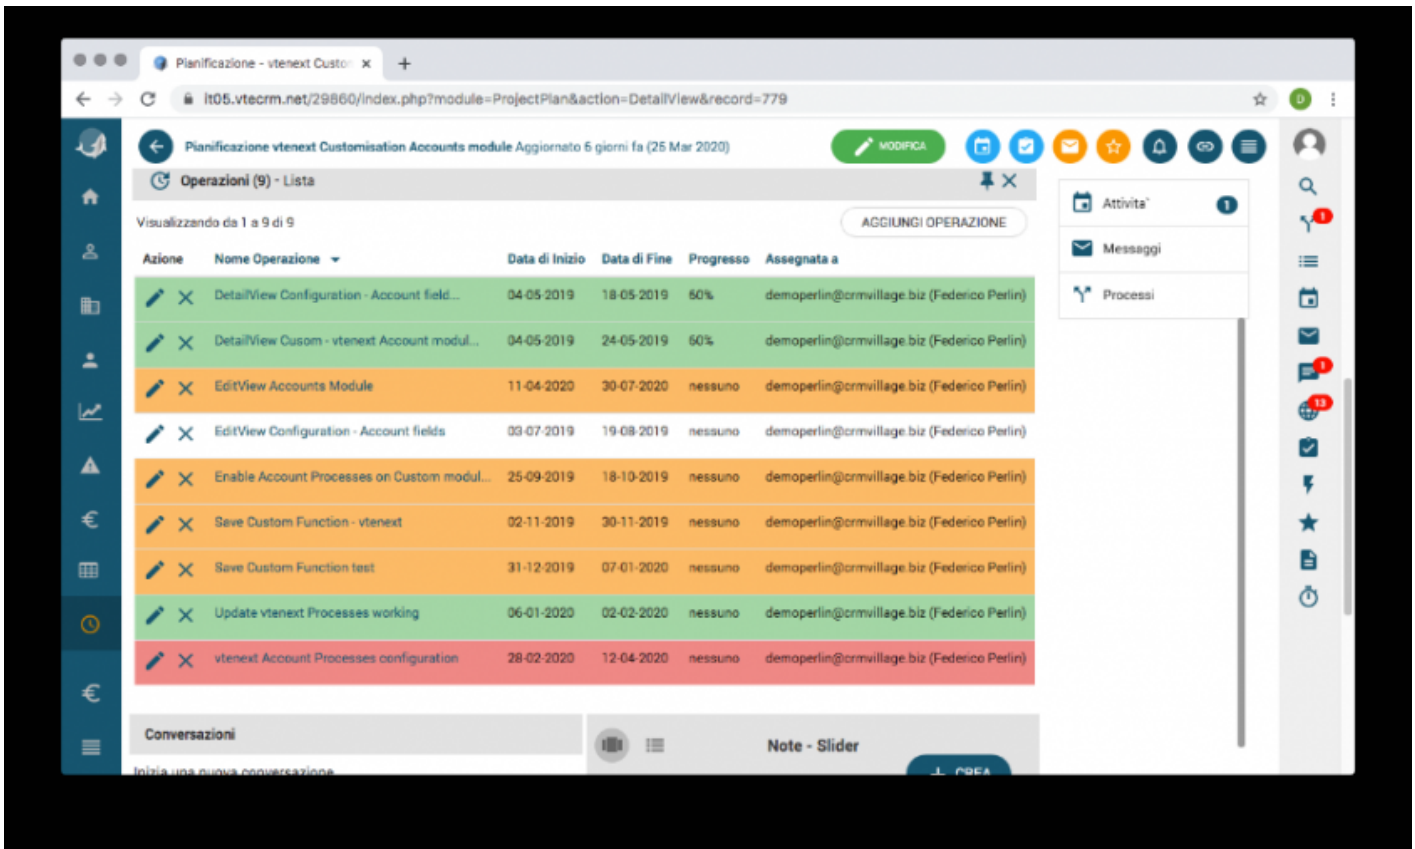 Pianificazione - vtenext Custon
it05.vtecrm.net/29860/index.php?module=ProjectPlan&action=DetailView&record=779
D
Pianificazione vtenext Customisation Accounts module Aggiornato 6 giorni fa (25 Mar 2020)
MODIFICA
Operazioni (9) - Lista
Visualizzando da 1 a 9 di 9
AGGIUNGI OPERAZIONE
Azione Nome Operazione Data di Inizio Data di Fine Progresso Assegnata a
DetailView Configuration - Account field... 04-05-2019 18-05-2019 60% demoperlin@crmvillage.biz (Federico Perlin)
DetailView Cusom - vtenext Account modul... 04-05-2019 24-05-2019 60% demoperlin@crmvillage.biz (Federico Perlin)
EditView Accounts Module 11-04-2020 30-07-2020 nessuno demoperlin@crmvillage.biz (Federico Perlin)
EditView Configuration - Account fields 03-07-2019 19-08-2019 nessuno demoperlin@crmvillage.biz (Federico Perlin)
Enable Account Processes on Custom modul... 25-09-2019 18-10-2019 nessuno demoperlin@crmvillage.biz (Federico Perlin)
Save Custom Function - vtenext 02-11-2019 30-11-2019 nessuno demoperlin@crmvillage.biz (Federico Perlin)
Save Custom Function test 31-12-2019 07-01-2020 nessuno demoperlin@crmvillage.biz (Federico Perlin)
Update vtenext Processes working 06-01-2020 02-02-2020 nessuno demoperlin@crmvillage.biz (Federico Perlin)
vtenext Account Processes configuration 28-02-2020 12-04-2020 nessuno demoperlin@crmvillage.biz (Federico Perlin)
Attivita` 1
Messaggi
Processi
1
1
13
Conversazioni
Note - Slider
Inizia una nuova conversazione
+ CREA